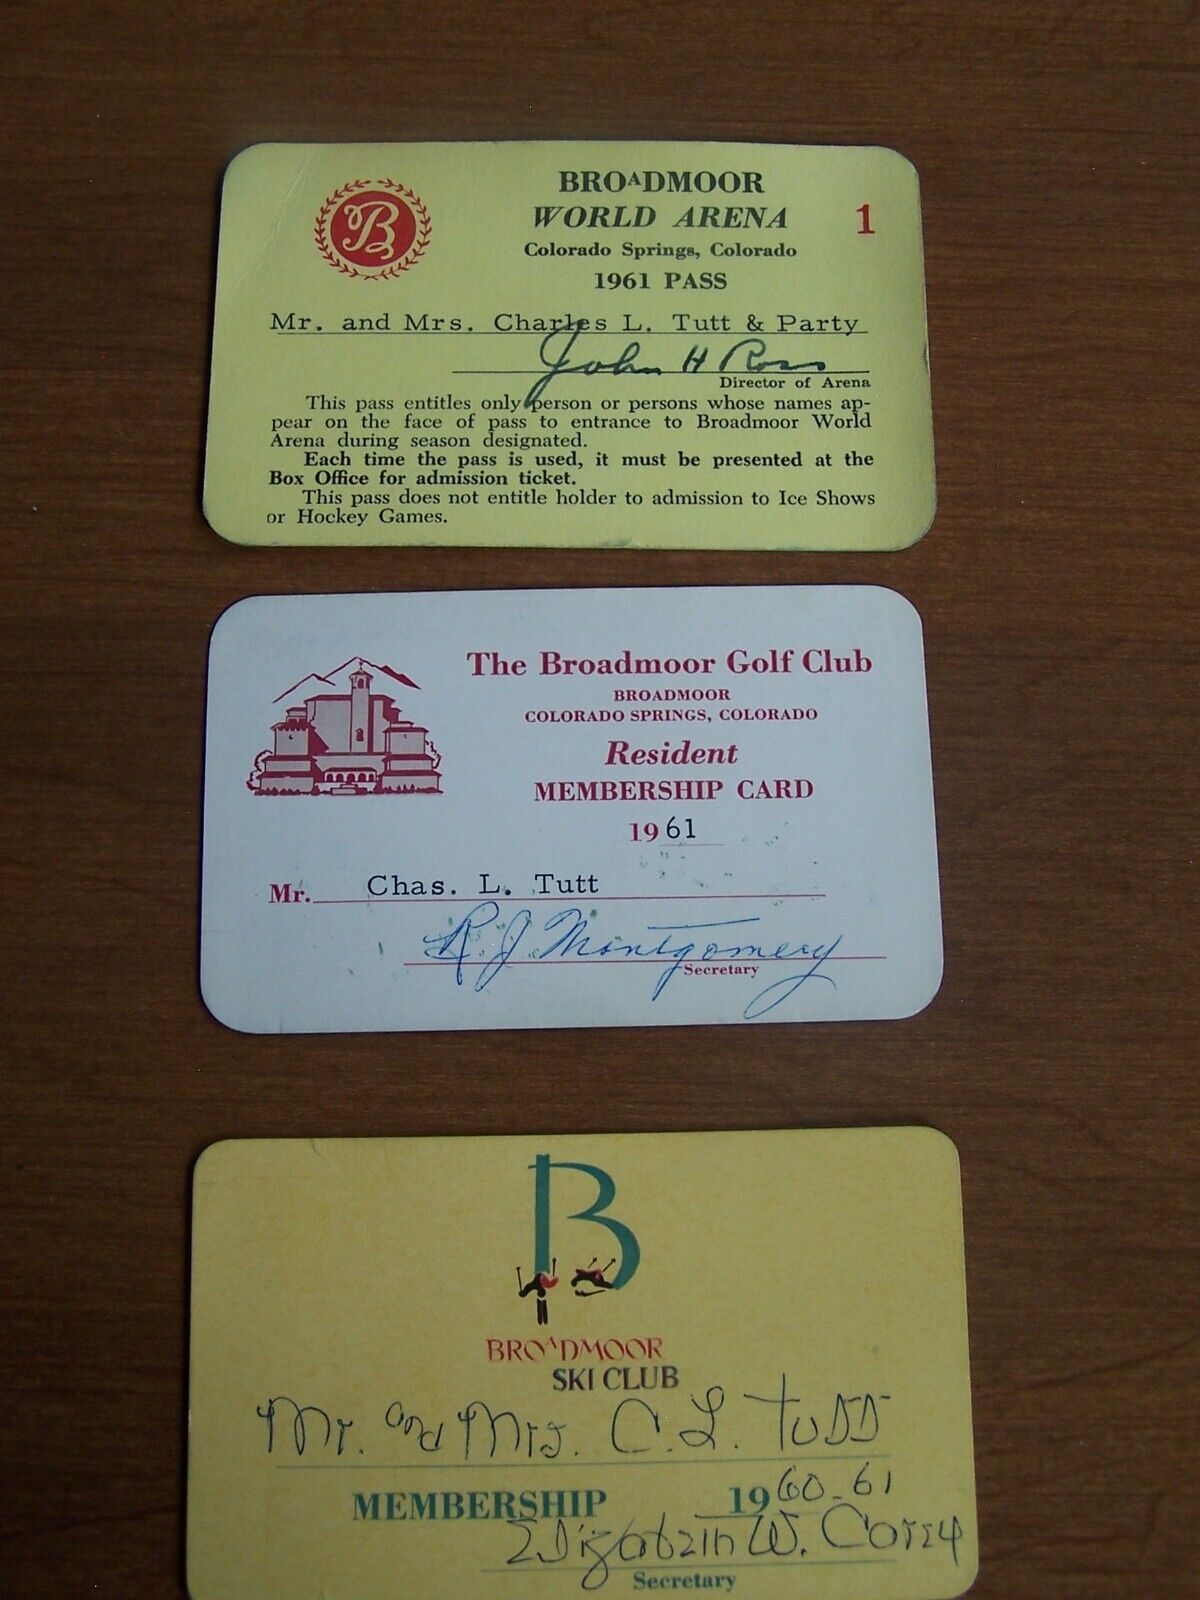 B
BROADMOOR
WORLD ARENA
1
Colorado Springs, Colorado
1961 PASS
Mr. and Mrs. Charles L. Tutt & Party
John H Ross
Director of Arena
This pass entitles only person or persons whose names ap-
pear on the face of pass to entrance to Broadmoor World
Arena during season designated.
Each time the pass is used, it must be presented at the
Box Office for admission ticket.
This pass does not entitle holder to admission to Ice Shows
or Hockey Games.
The Broadmoor Golf Club
BROADMOOR
COLORADO SPRINGS, COLORADO
Resident
MEMBERSHIP CARD
1961
Mr. Chas. L. Tutt
R J Montgomery
Secretary
B
BROADMOOR
SKI CLUB
Mr. and Mrs. C. L. Tutt
MEMBERSHIP 1960-61
Elizabeth W.
Secretary